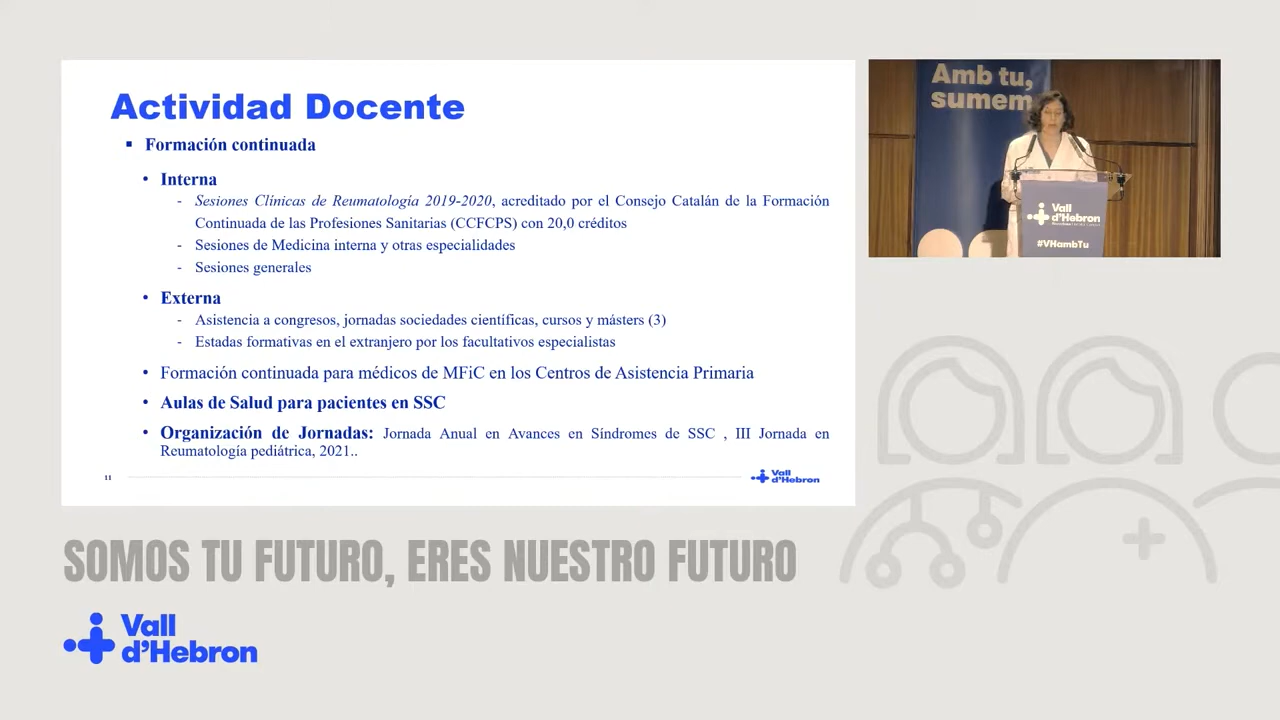 Actividad Docente
▪ Formación continuada
• Interna
- Sesiones Clínicas de Reumatología 2019-2020, acreditado por el Consejo Catalán de la Formación
Continuada de las Profesiones Sanitarias (CCFCPS) con 20,0 créditos
- Sesiones de Medicina interna y otras especialidades
- Sesiones generales
• Externa
- Asistencia a congresos, jornadas sociedades científicas, cursos y másters (3)
- Estadas formativas en el extranjero por los facultativos especialistas
• Formación continuada para médicos de MFiC en los Centros de Asistencia Primaria
• Aulas de Salud para pacientes en SSC
• Organización de Jornadas: Jornada Anual en Avances en Síndromes de SSC , III Jornada en
Reumatología pediátrica, 2021..
11
Vall
d'Hebron
Amb tu,
sumem
Vall
d'Hebron
#VHambTu
SOMOS TU FUTURO, ERES NUESTRO FUTURO
Vall
d'Hebron